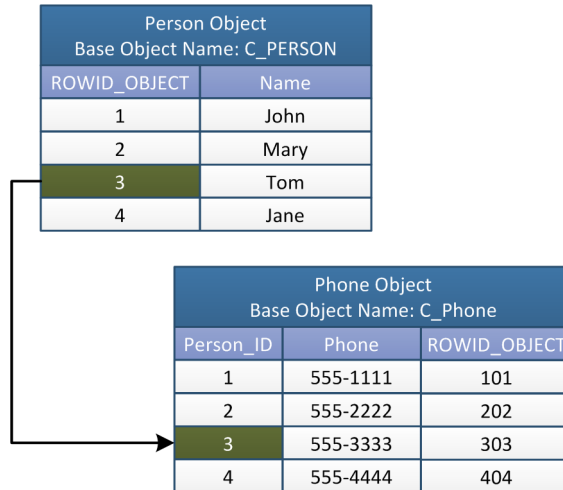 Person Object
Base Object Name: C_PERSON
ROWID_OBJECT Name
1 John
2 Mary
3 Tom
4 Jane
Phone Object
Base Object Name: C_Phone
Person_ID Phone ROWID_OBJECT
1 555-1111 101
2 555-2222 202
3 555-3333 303
4 555-4444 404